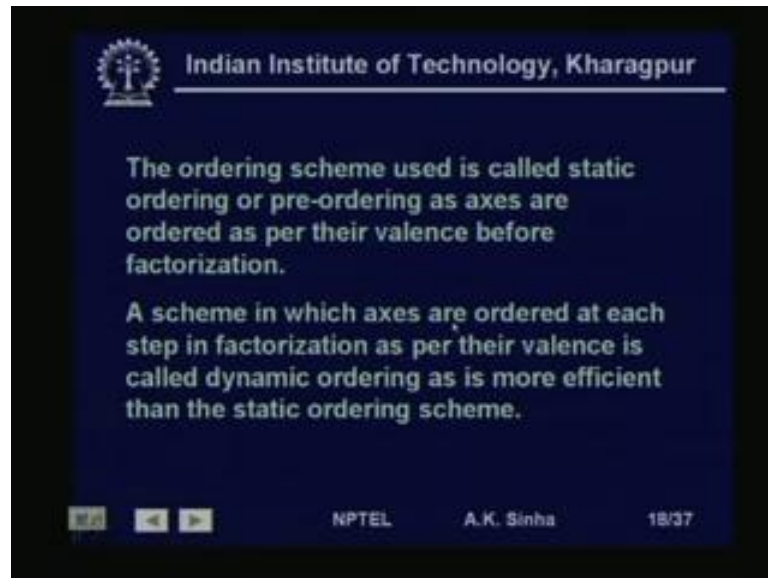 Indian Institute of Technology, Kharagpur
The ordering scheme used is called static
ordering or pre-ordering as axes are
ordered as per their valence before
factorization.
A scheme in which axes are ordered at each
step in factorization as per their valence is
called dynamic ordering as is more efficient
than the static ordering scheme.
NPTEL A.K. Sinha 18/37